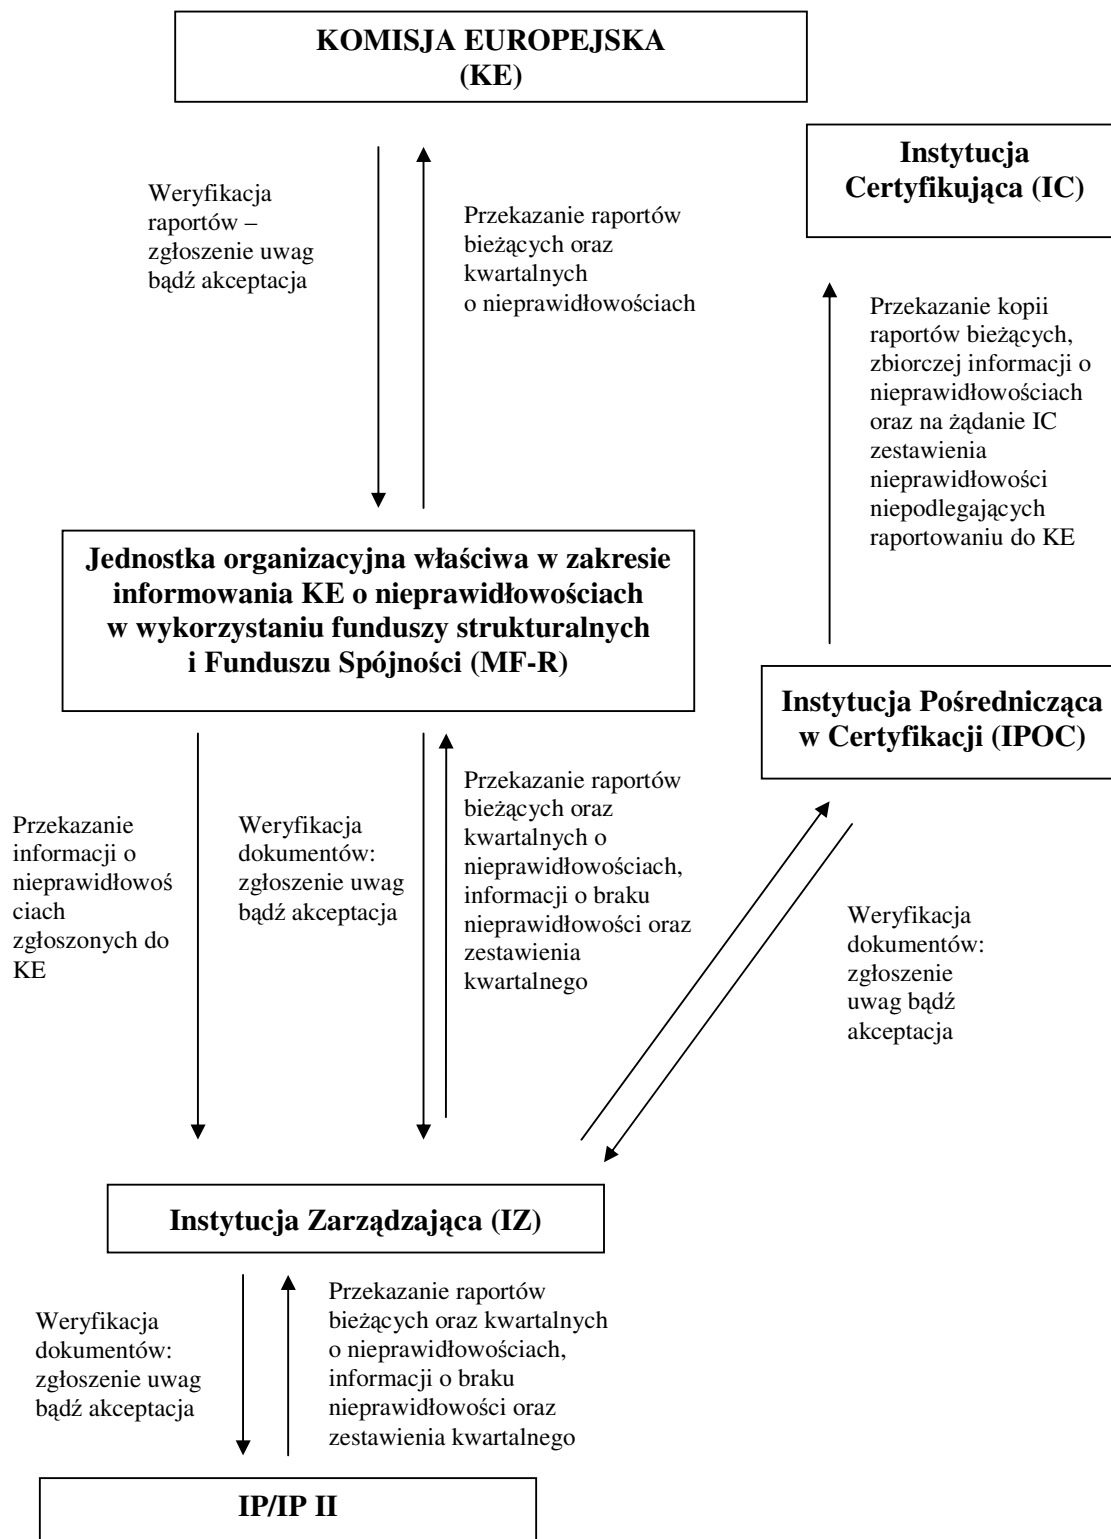 KOMISJA EUROPEJSKA
(KE)
Instytucja
Certyfikująca (IC)
Weryfikacja
raportów –
zgłoszenie uwag
bądź akceptacja
Przekazanie raportów
bieżących oraz
kwartalnych
o nieprawidłowościach
Przekazanie kopii
raportów bieżących,
zbiorczej informacji o
nieprawidłowościach
oraz na żądanie IC
zestawienia
nieprawidłowości
niepodlegających
raportowaniu do KE
Jednostka organizacyjna właściwa w zakresie
informowania KE o nieprawidłowościach
w wykorzystaniu funduszy strukturalnych
i Funduszu Spójności (MF-R)
Instytucja Pośrednicząca
w Certyfikacji (IPOC)
Przekazanie
informacji o
nieprawidłowoś
ciach
zgłoszonych do
KE
Weryfikacja
dokumentów:
zgłoszenie uwag
bądź akceptacja
Przekazanie raportów
bieżących oraz
kwartalnych o
nieprawidłowościach,
informacji o braku
nieprawidłowości oraz
zestawienia
kwartalnego
Weryfikacja
dokumentów:
zgłoszenie
uwag bądź
akceptacja
Instytucja Zarządzająca (IZ)
Weryfikacja
dokumentów:
zgłoszenie uwag
bądź akceptacja
Przekazanie raportów
bieżących oraz kwartalnych
o nieprawidłowościach,
informacji o braku
nieprawidłowości oraz
zestawienia kwartalnego
IP/IP II